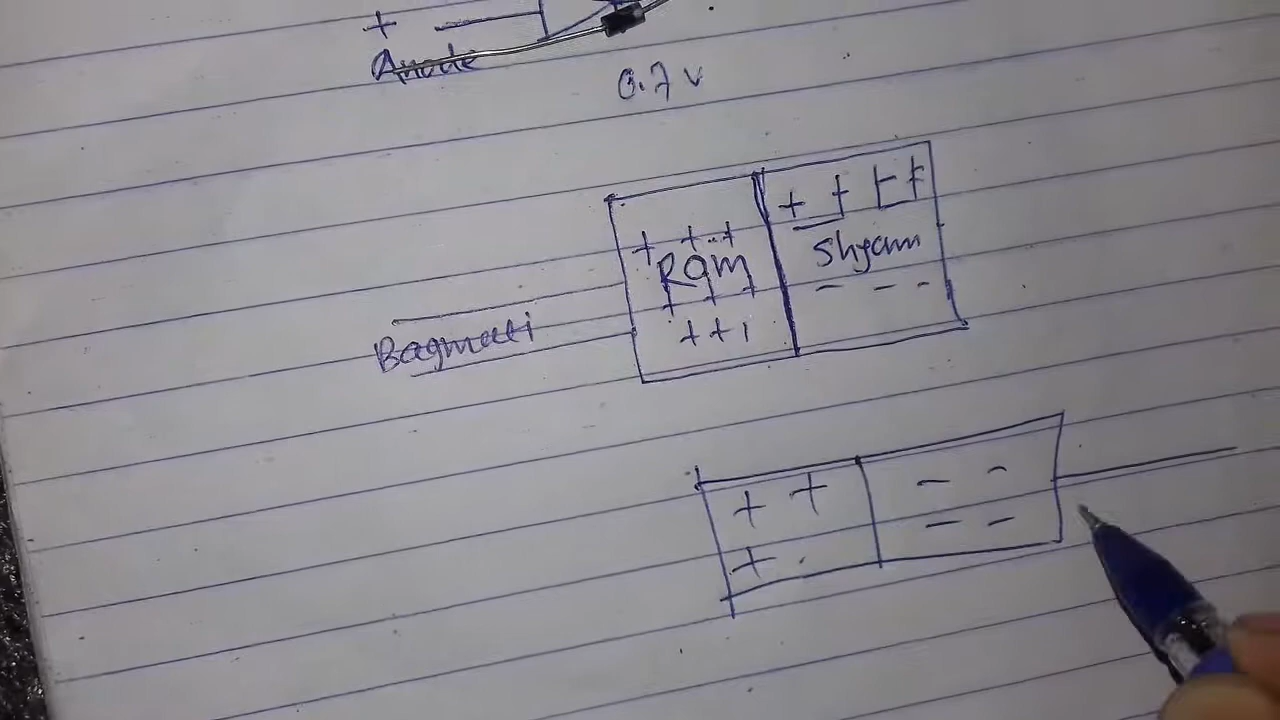 +
Anode
0.7 v
+ + + +
+ + +
Ram
Shyam
+ + +
- - -
+ + ı
Bagmati
+ + - -
+ - -